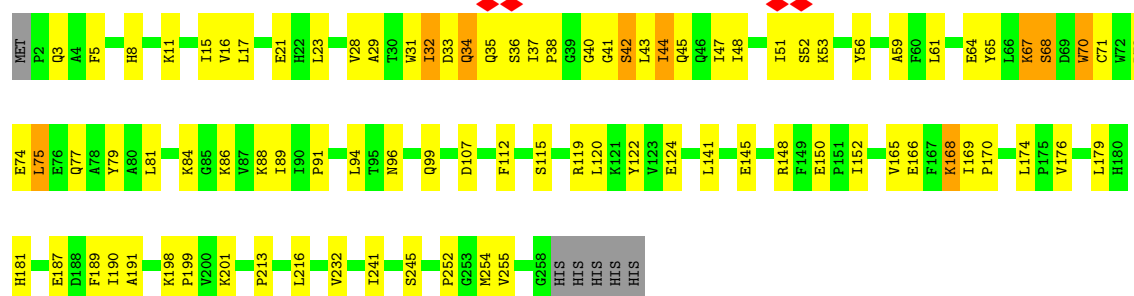 MET P2 Q3 A4 F5 H8 K11 I15 V16 L17 E21 H22 L23 V28 A29 T30 W31 I32 D33 Q34 Q35 S36 I37 P38 G39 G40 G41 S42 L43 I44 Q45 Q46 I47 I48 I51 S52 K53 Y56 A59 F60 L61 E64 Y65 L66 K67 S68 D69 W70 C71 W72
E74 L75 E76 Q77 A78 Y79 A80 L81 K84 G85 K86 V87 K88 I89 I90 P91 L94 T95 N96 Q99 D107 F112 S115 R119 L120 K121 Y122 V123 E124 L141 E145 R148 F149 E150 P151 I152 V165 E166 F167 K168 I169 P170 L174 P175 V176 L179 H180
H181 E187 D188 F189 I190 A191 K198 P199 V200 K201 P213 L216 V232 I241 S245 P252 G253 M254 V255 G258 HIS HIS HIS HIS HIS